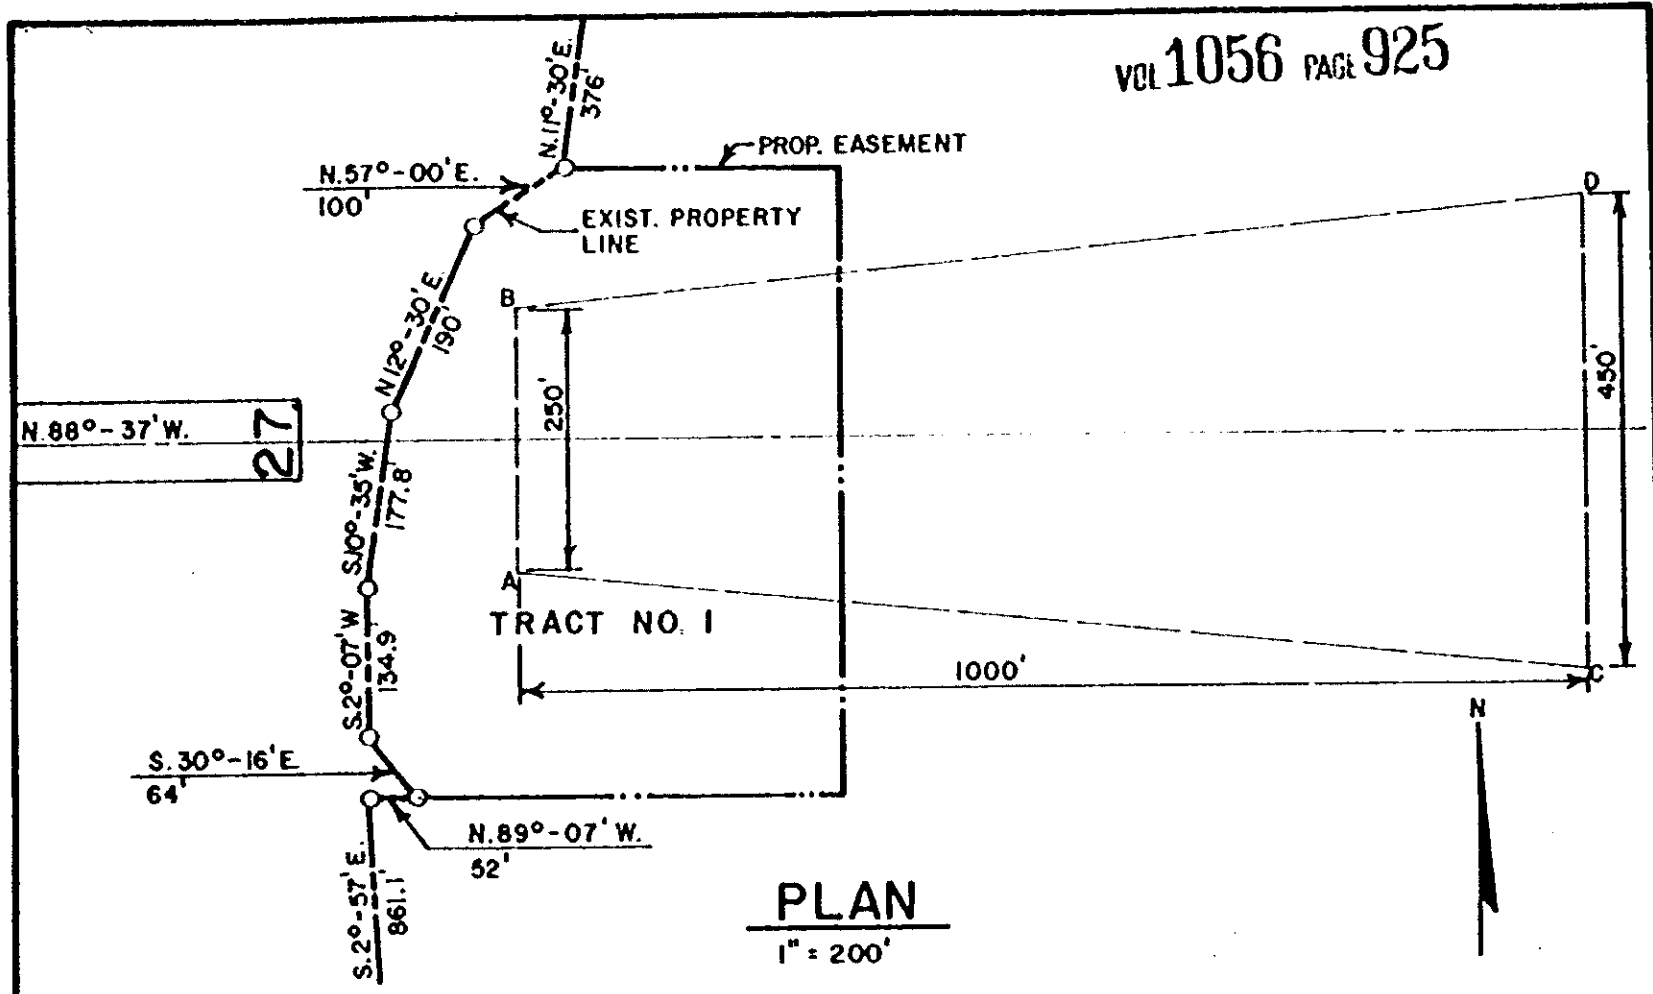 VOL 1056 PAGE 925
N.11°-30'E.
376'
PROP. EASEMENT
N.57°-00'E.
100'
EXIST. PROPERTY
LINE
D
B
N12°-30'E.
190'
250'
450'
N.88°-37'W.
27
S.10°-35'W.
177.8'
A
TRACT NO. 1
1000'
C
S.2°-07'W
134.9'
N
S.30°-16'E.
64'
N.89°-07'W.
52'
S.2°-57'E.
861.1'
PLAN
1" = 200'